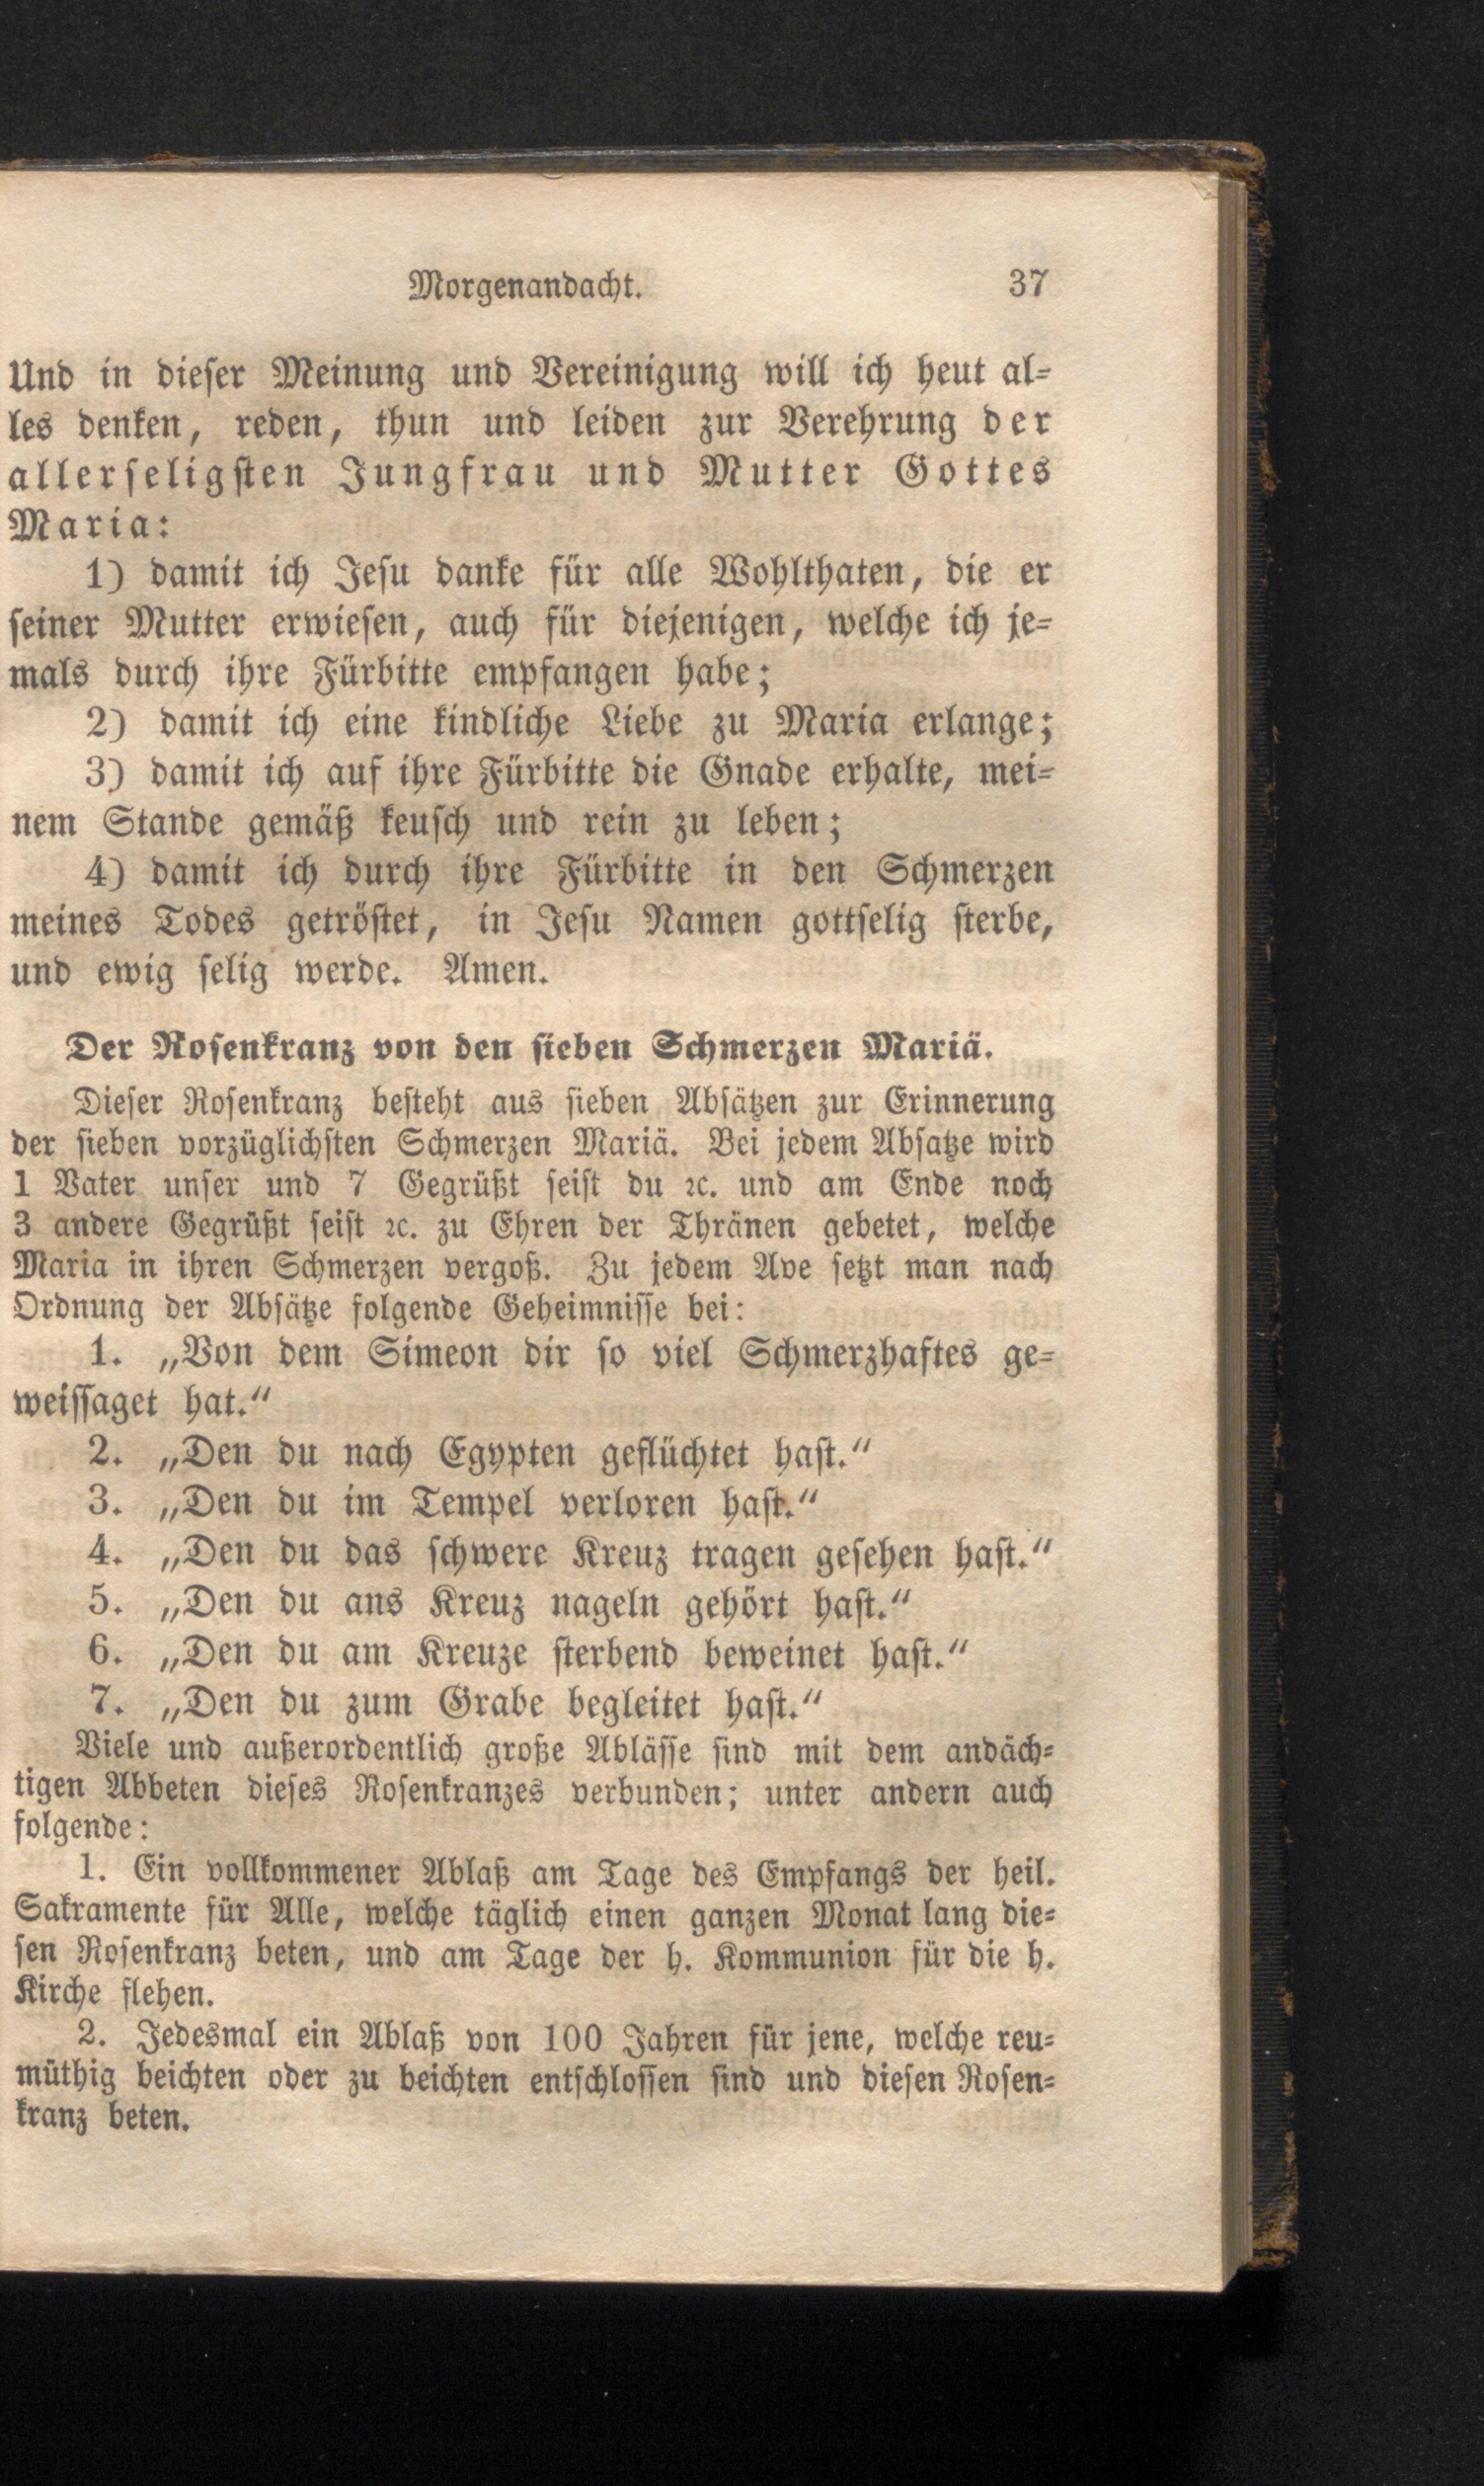 Morgenandacht. 37
Und in dieser Meinung und Vereinigung will ich heut al-
les denken, reden, thun und leiden zur Verehrung der
allerseligsten Jungfrau und Mutter Gottes
Maria:
1) damit ich Jesu danke für alle Wohlthaten, die er
seiner Mutter erwiesen, auch für diejenigen, welche ich je-
mals durch ihre Fürbitte empfangen habe;
2) damit ich eine kindliche Liebe zu Maria erlange;
3) damit ich auf ihre Fürbitte die Gnade erhalte, mei-
nem Stande gemäß keusch und rein zu leben;
4) damit ich durch ihre Fürbitte in den Schmerzen
meines Todes getröstet, in Jesu Namen gottselig sterbe,
und ewig selig werde. Amen.
Der Rosenkranz von den sieben Schmerzen Mariä.
Dieser Rosenkranz besteht aus sieben Absätzen zur Erinnerung
der sieben vorzüglichsten Schmerzen Mariä. Bei jedem Absatze wird
1 Vater unser und 7 Gegrüßt seist du ꝛc. und am Ende noch
3 andere Gegrüßt seist ꝛc. zu Ehren der Thränen gebetet, welche
Maria in ihren Schmerzen vergoß. Zu jedem Ave setzt man nach
Ordnung der Absätze folgende Geheimnisse bei:
1. „Von dem Simeon dir so viel Schmerzhaftes ge-
weissaget hat.“
2. „Den du nach Egypten geflüchtet hast.“
3. „Den du im Tempel verloren hast.“
4. „Den du das schwere Kreuz tragen gesehen hast.“
5. „Den du ans Kreuz nageln gehört hast.“
6. „Den du am Kreuze sterbend beweinet hast.“
7. „Den du zum Grabe begleitet hast.“
Viele und außerordentlich große Ablässe sind mit dem andäch-
tigen Abbeten dieses Rosenkranzes verbunden; unter andern auch
folgende:
1. Ein vollkommener Ablaß am Tage des Empfangs der heil.
Sakramente für Alle, welche täglich einen ganzen Monat lang die-
sen Rosenkranz beten, und am Tage der h. Kommunion für die h.
Kirche flehen.
2. Jedesmal ein Ablaß von 100 Jahren für jene, welche reu-
müthig beichten oder zu beichten entschlossen sind und diesen Rosen-
kranz beten.